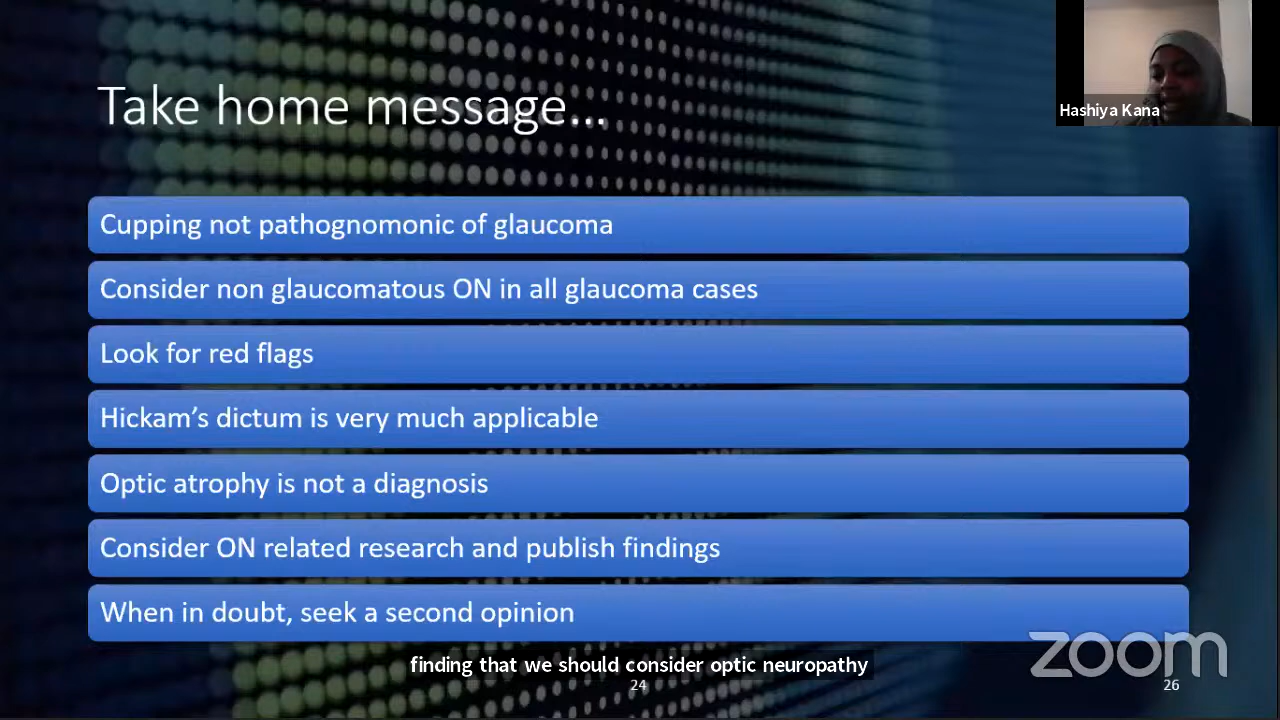 Take home message...
Hashiya Kana
Cupping not pathognomonic of glaucoma
Consider non glaucomatous ON in all glaucoma cases
Look for red flags
Hickam's dictum is very much applicable
Optic atrophy is not a diagnosis
Consider ON related research and publish findings
When in doubt, seek a second opinion
finding that we should consider optic neuropathy
24
26
zoom